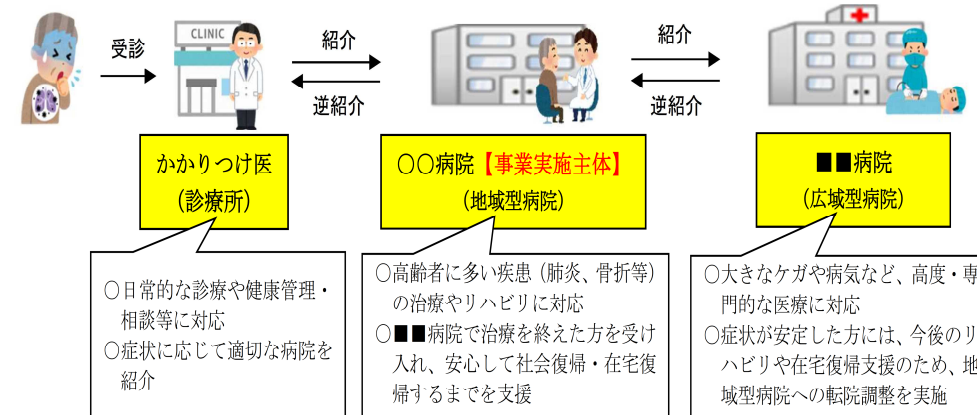 受診
CLINIC
紹介
逆紹介
紹介
逆紹介
かかりつけ医
(診療所)
〇〇病院【事業実施主体】
(地域型病院)
■■病院
(広域型病院)
〇日常的な診療や健康管理・
相談等に対応
〇症状に応じて適切な病院を
紹介
〇高齢者に多い疾患(肺炎、骨折等)
の治療やリハビリに対応
〇■■病院で治療を終えた方を受け
入れ、安心して社会復帰・在宅復
帰するまでを支援
〇大きなケガや病気など、高度・専
門的な医療に対応
〇症状が安定した方には、今後のリ
ハビリや在宅復帰支援のため、地
域型病院への転院調整を実施